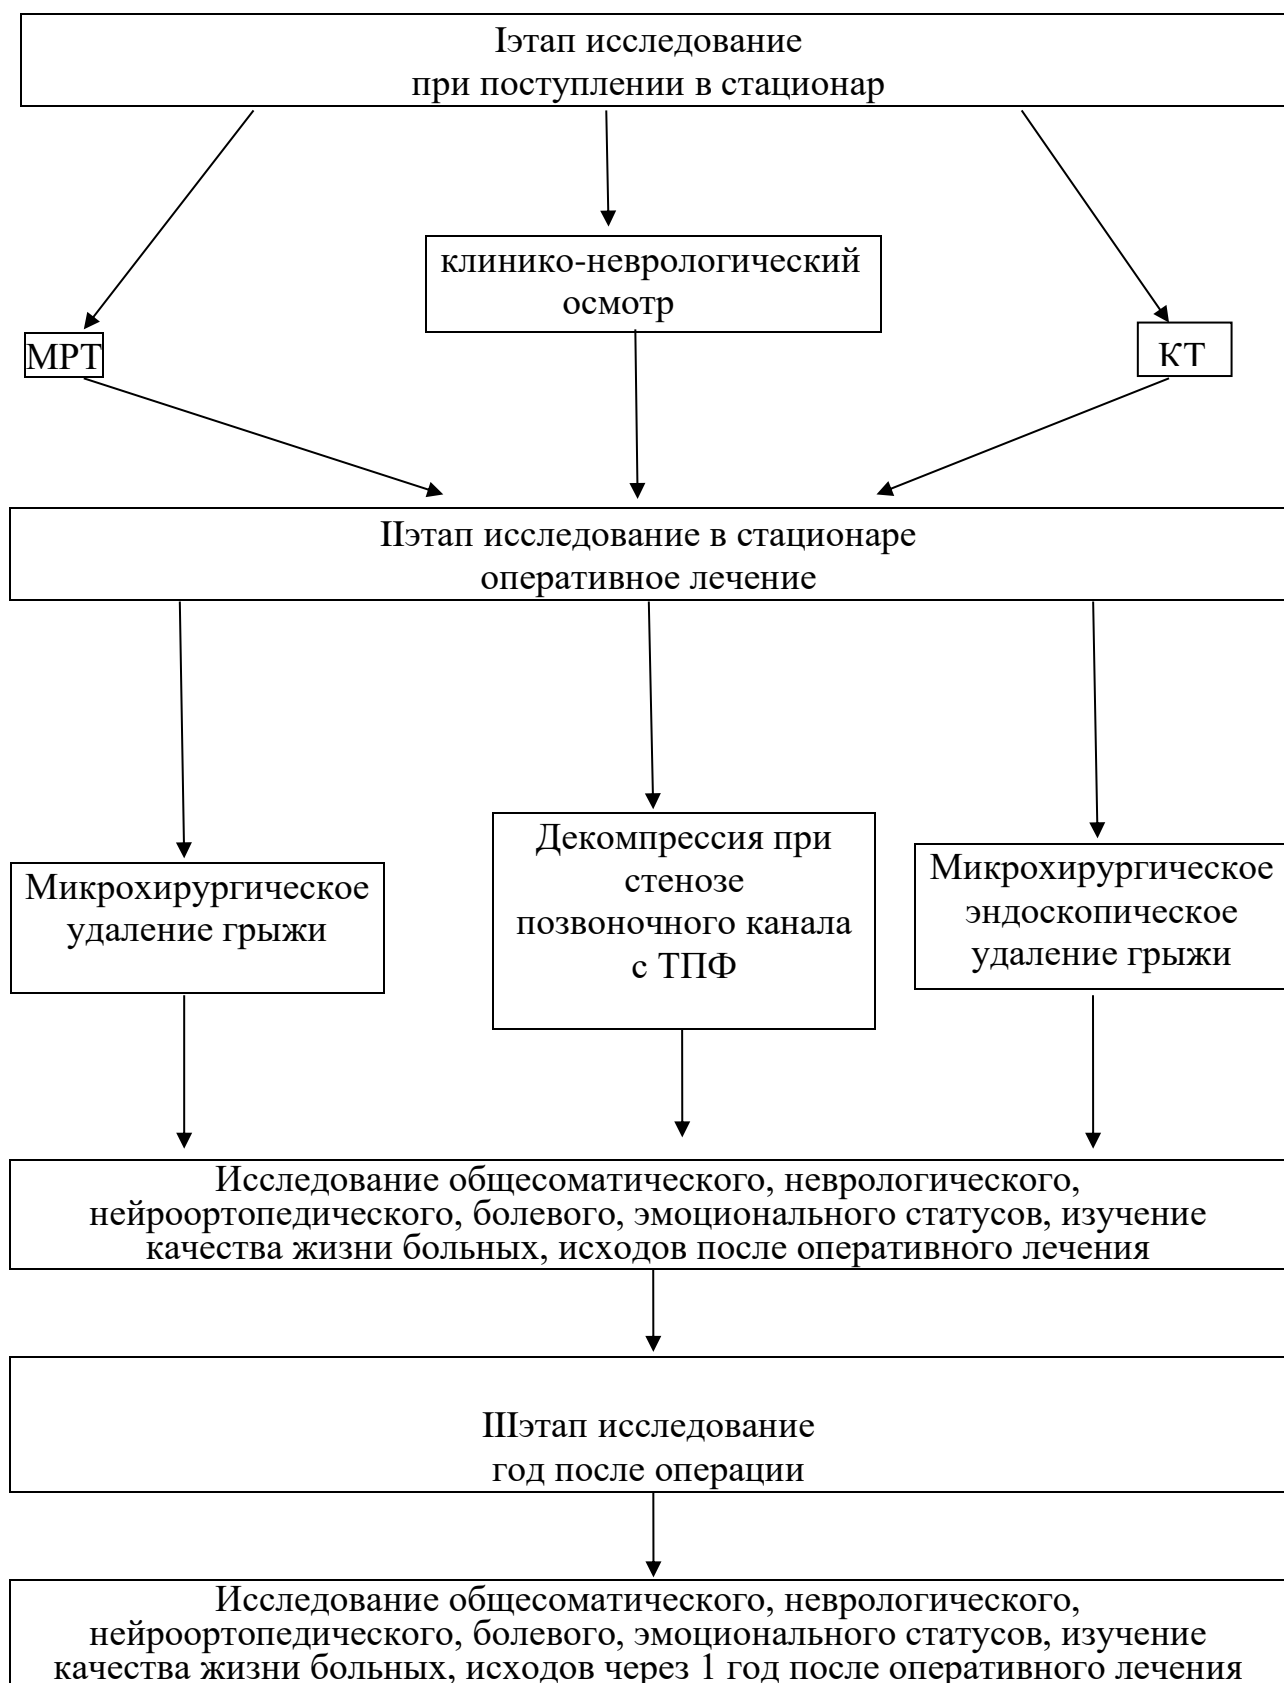 Iэтап исследование
при поступлении в стационар
клинико-неврологический
осмотр
МРТ
КТ
IIэтап исследование в стационаре
оперативное лечение
Микрохирургическое
удаление грыжи
Декомпрессия при
стенозе
позвоночного канала
с ТПФ
Микрохирургическое
эндоскопическое
удаление грыжи
Исследование общесоматического, неврологического,
нейроортопедического, болевого, эмоционального статусов, изучение
качества жизни больных, исходов после оперативного лечения
IIIэтап исследование
год после операции
Исследование общесоматического, неврологического,
нейроортопедического, болевого, эмоционального статусов, изучение
качества жизни больных, исходов через 1 год после оперативного лечения